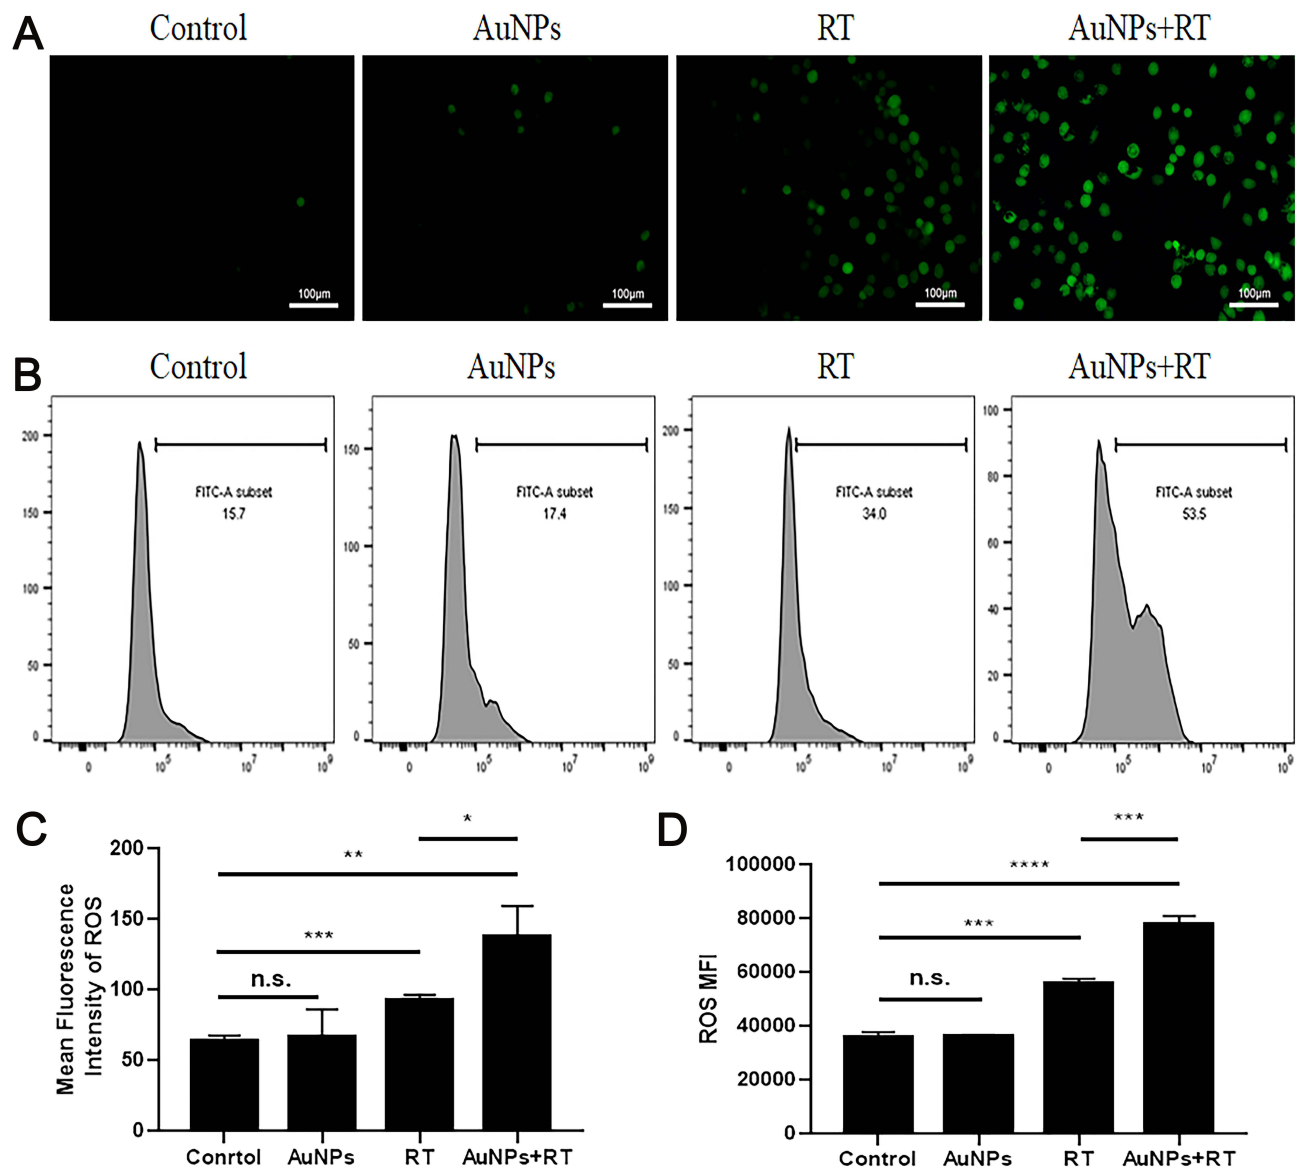 A
Control AuNPs RT AuNPs+RT
100μm 100μm 100μm 100μm
B
Control AuNPs RT AuNPs+RT
200
150
100
50
0
FITC-A subset
15.7
0 10^5 10^7 10^9
150
100
50
0
FITC-A subset
17.4
0 10^5 10^7 10^9
200
150
100
50
0
FITC-A subset
34.0
0 10^5 10^7 10^9
100
80
60
40
20
0
FITC-A subset
53.5
0 10^5 10^7 10^9
C
Mean Fluorescence
Intensity of ROS
200
150
100
50
0
*
**
***
n.s.
Conrtol AuNPs RT AuNPs+RT
D
ROS MFI
100000
80000
60000
40000
20000
0
***
****
***
n.s.
Control AuNPs RT AuNPs+RT